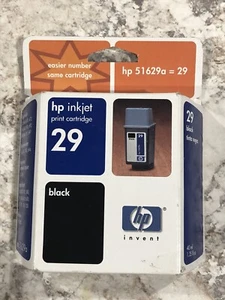 easier number
same cartridge
hp 51629a = 29
hp inkjet
print cartridge
29
black
29
black
hp
invent